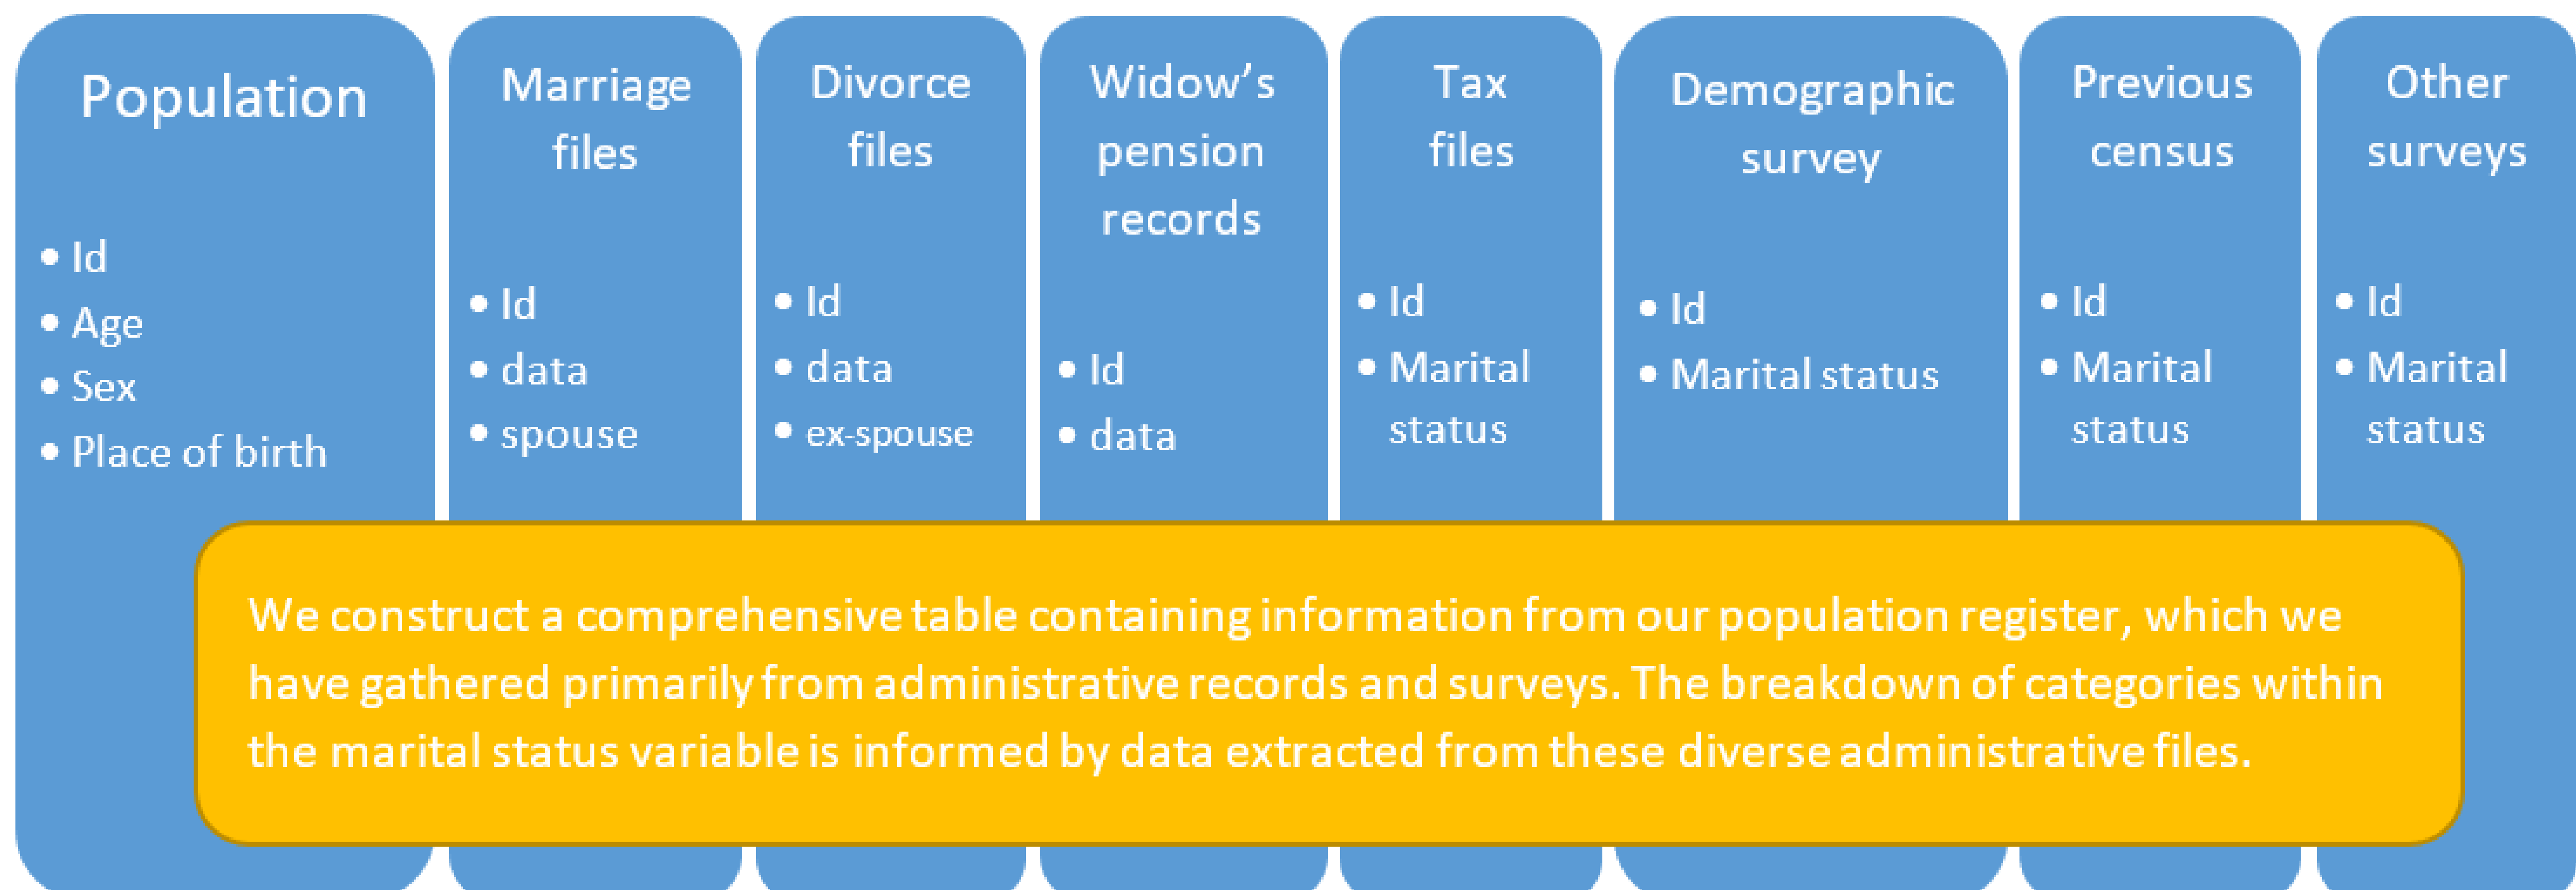 Population
• Id
• Age
• Sex
• Place of birth
Marriage
files
• Id
• data
• spouse
Divorce
files
• Id
• data
• ex-spouse
Widow’s
pension
records
• Id
• data
Tax
files
• Id
• Marital
status
Demographic
survey
• Id
• Marital status
Previous
census
• Id
• Marital
status
Other
surveys
• Id
• Marital
status
We construct a comprehensive table containing information from our population register, which we
have gathered primarily from administrative records and surveys. The breakdown of categories within
the marital status variable is informed by data extracted from these diverse administrative files.